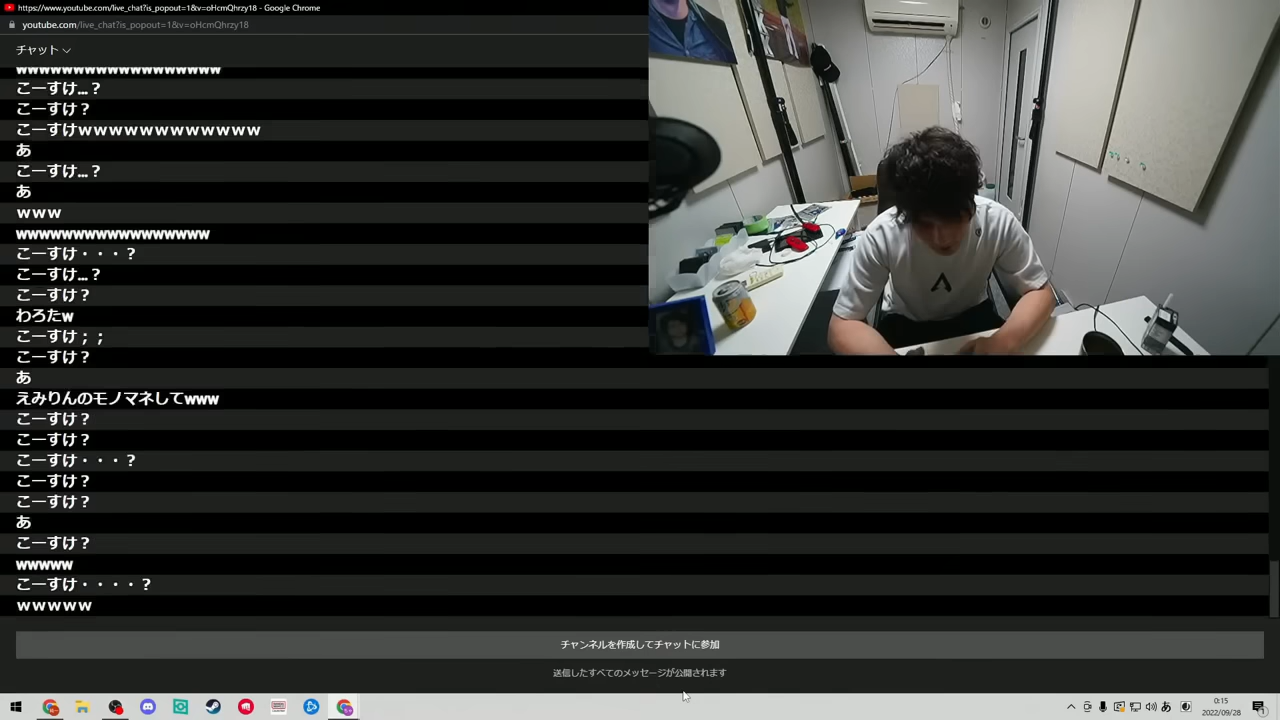 https://www.youtube.com/live_chat?is_popout=1&v=oHcmQhrzy18 - Google Chrome
youtube.com/live_chat?is_popout=1&v=oHcmQhrzy18
チャット
wwwwwwwwwwwwwwwwww
こーすけ...？
こーすけ？
こーすけｗｗｗｗｗｗｗｗｗｗｗｗ
あ
こーすけ...？
あ
ｗｗｗ
wwwwwwwwwwwwwwwww
こーすけ・・・？
こーすけ...？
こーすけ？
わろたw
こーすけ；；
こーすけ？
あ
えみりんのモノマネしてwww
こーすけ？
こーすけ？
こーすけ・・・？
こーすけ？
こーすけ？
あ
こーすけ？
wwwww
こーすけ・・・・？
ｗｗｗｗｗ
チャンネルを作成してチャットに参加
送信したすべてのメッセージが公開されます
0:15
2022/09/28